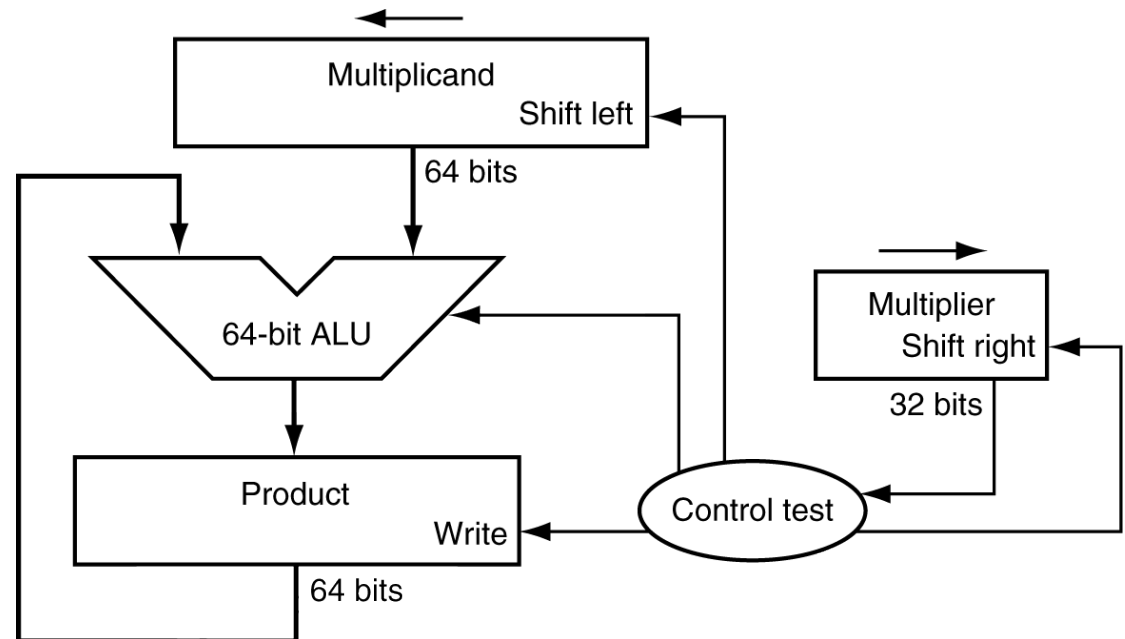 Multiplicand
Shift left
64 bits
64-bit ALU
Multiplier
Shift right
32 bits
Product
Write
Control test
64 bits